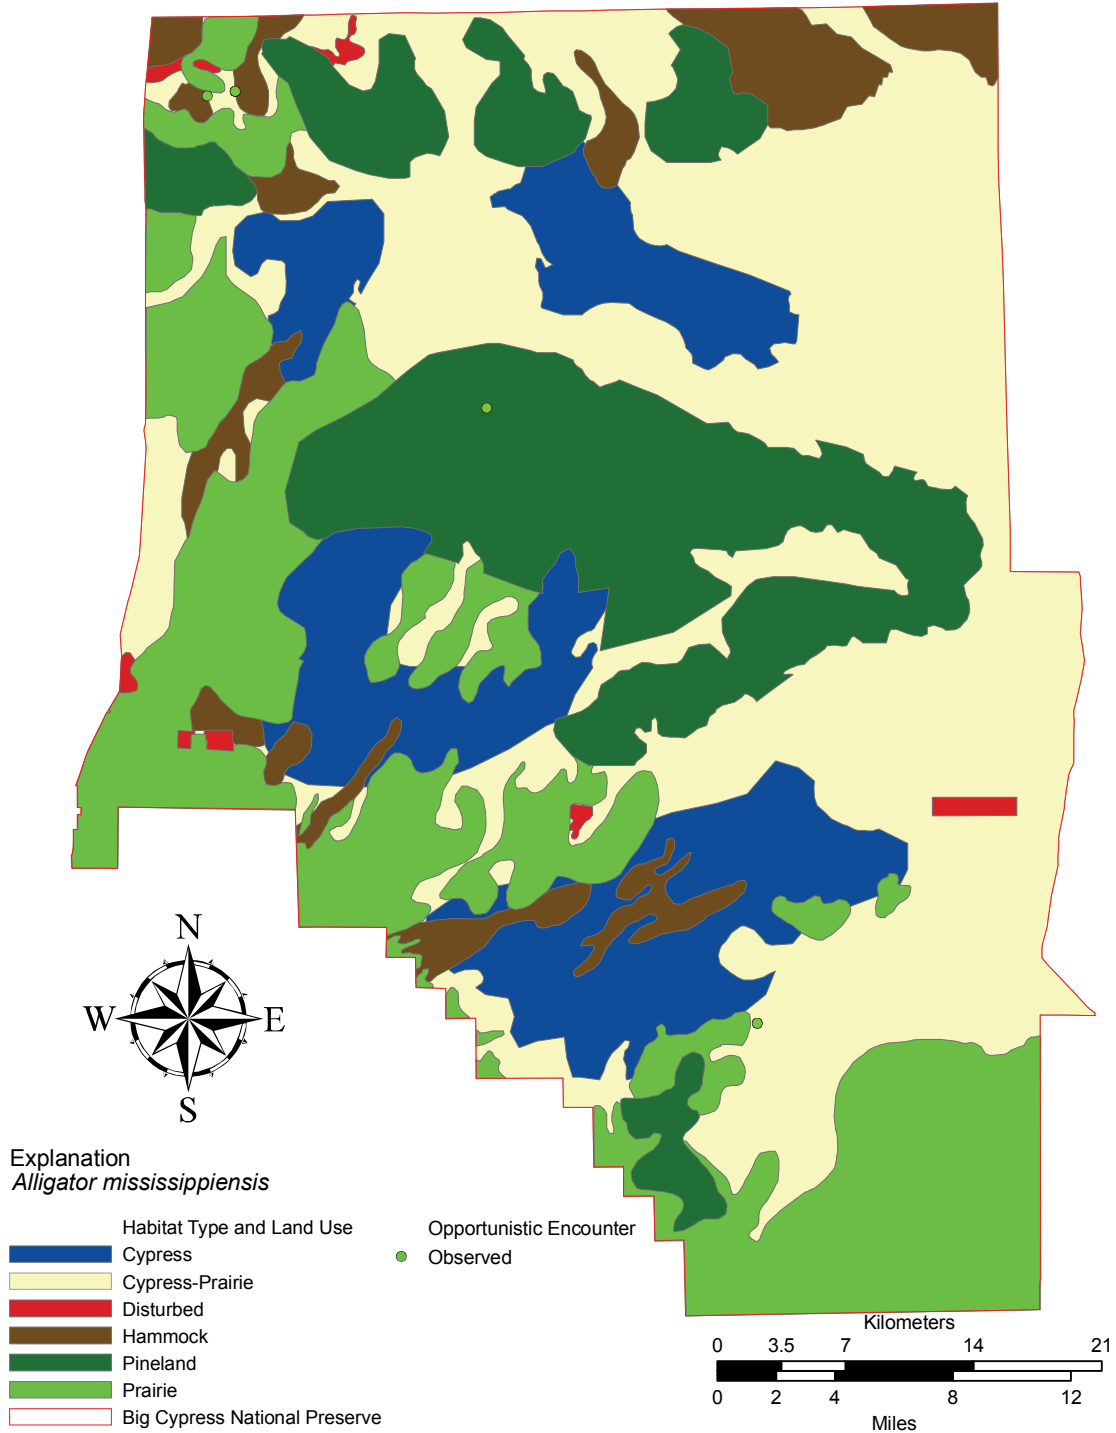 N
W E
S
Explanation
Alligator mississippiensis
Habitat Type and Land Use
Cypress
Cypress-Prairie
Disturbed
Hammock
Pineland
Prairie
Big Cypress National Preserve
Opportunistic Encounter
Observed
Kilometers
0 3.5 7 14 21
0 2 4 8 12
Miles